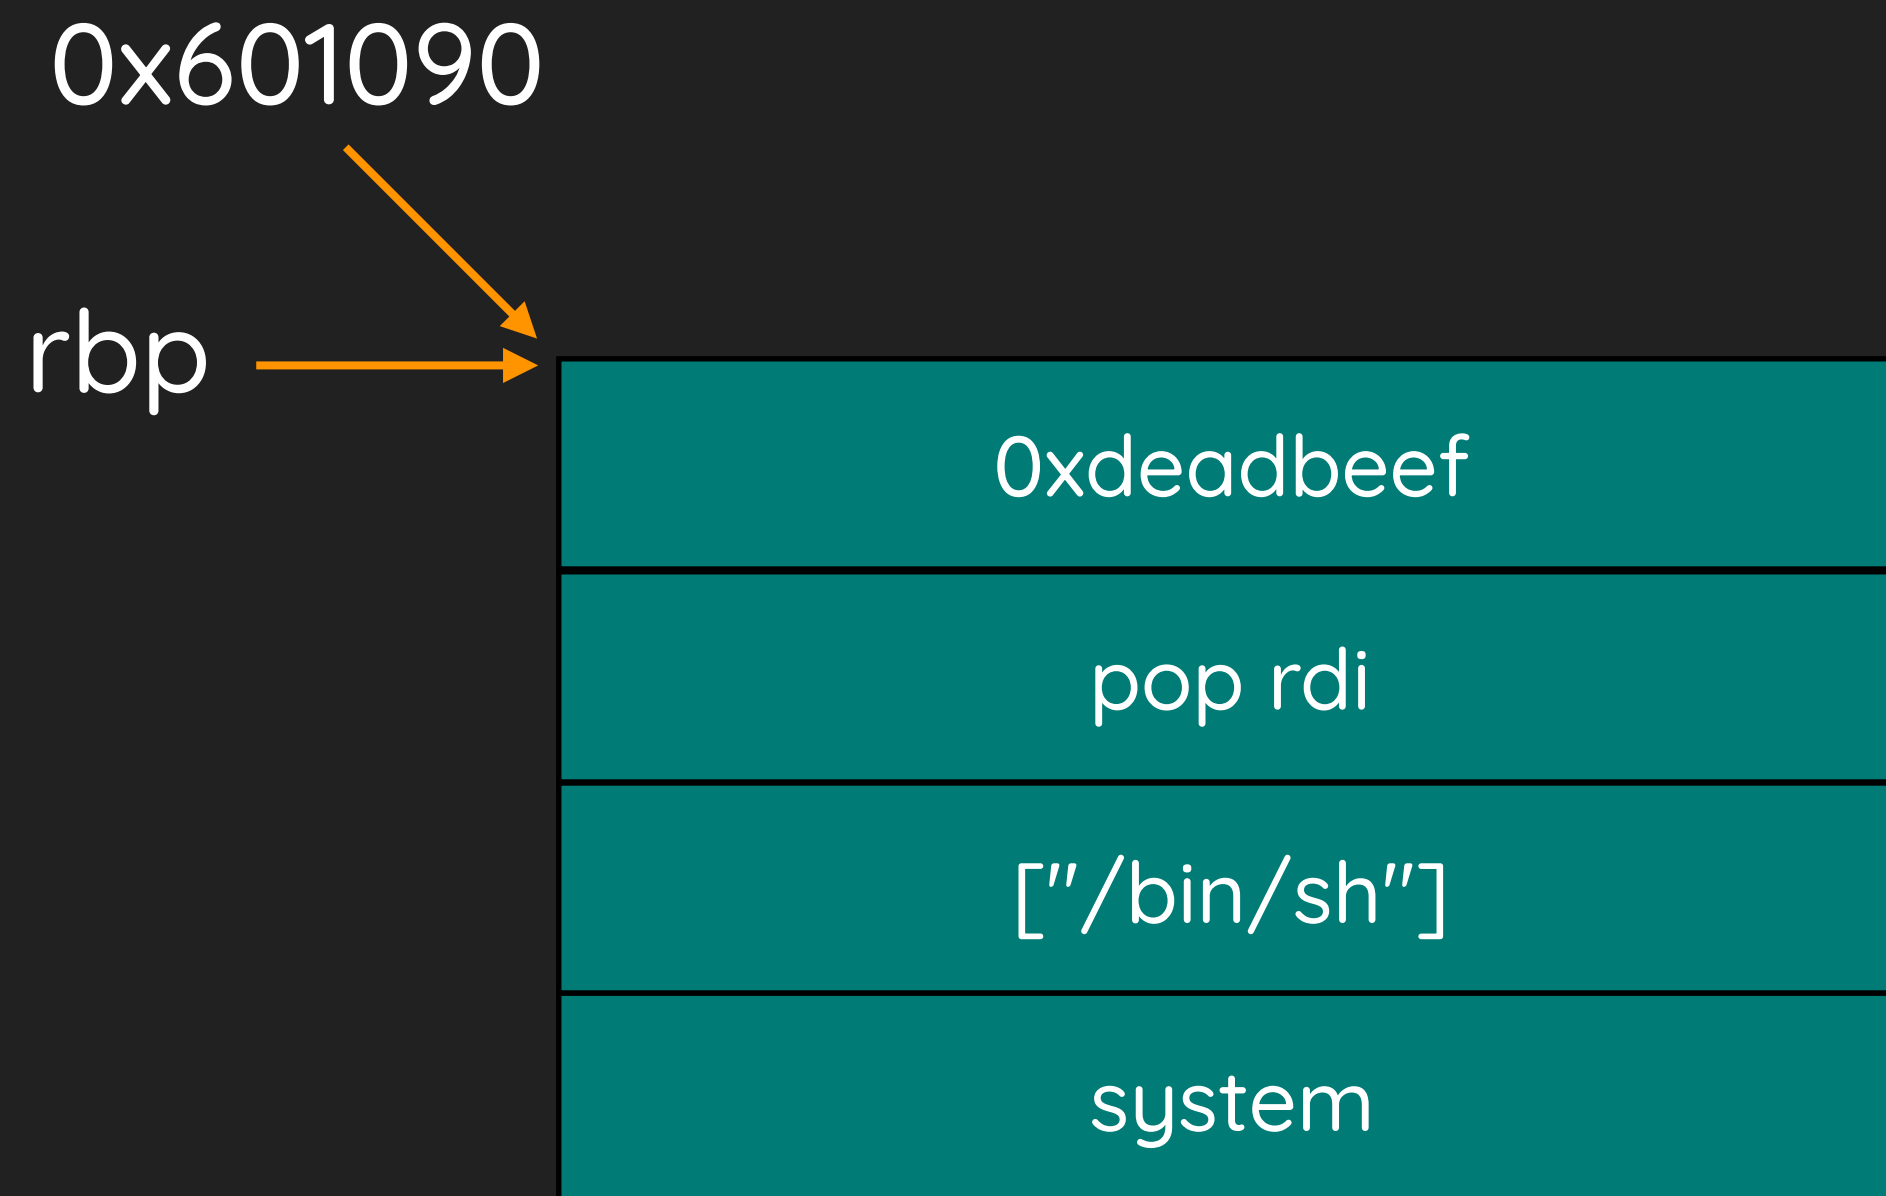 0x601090
rbp
0xdeadbeef
pop rdi
["/bin/sh"]
system